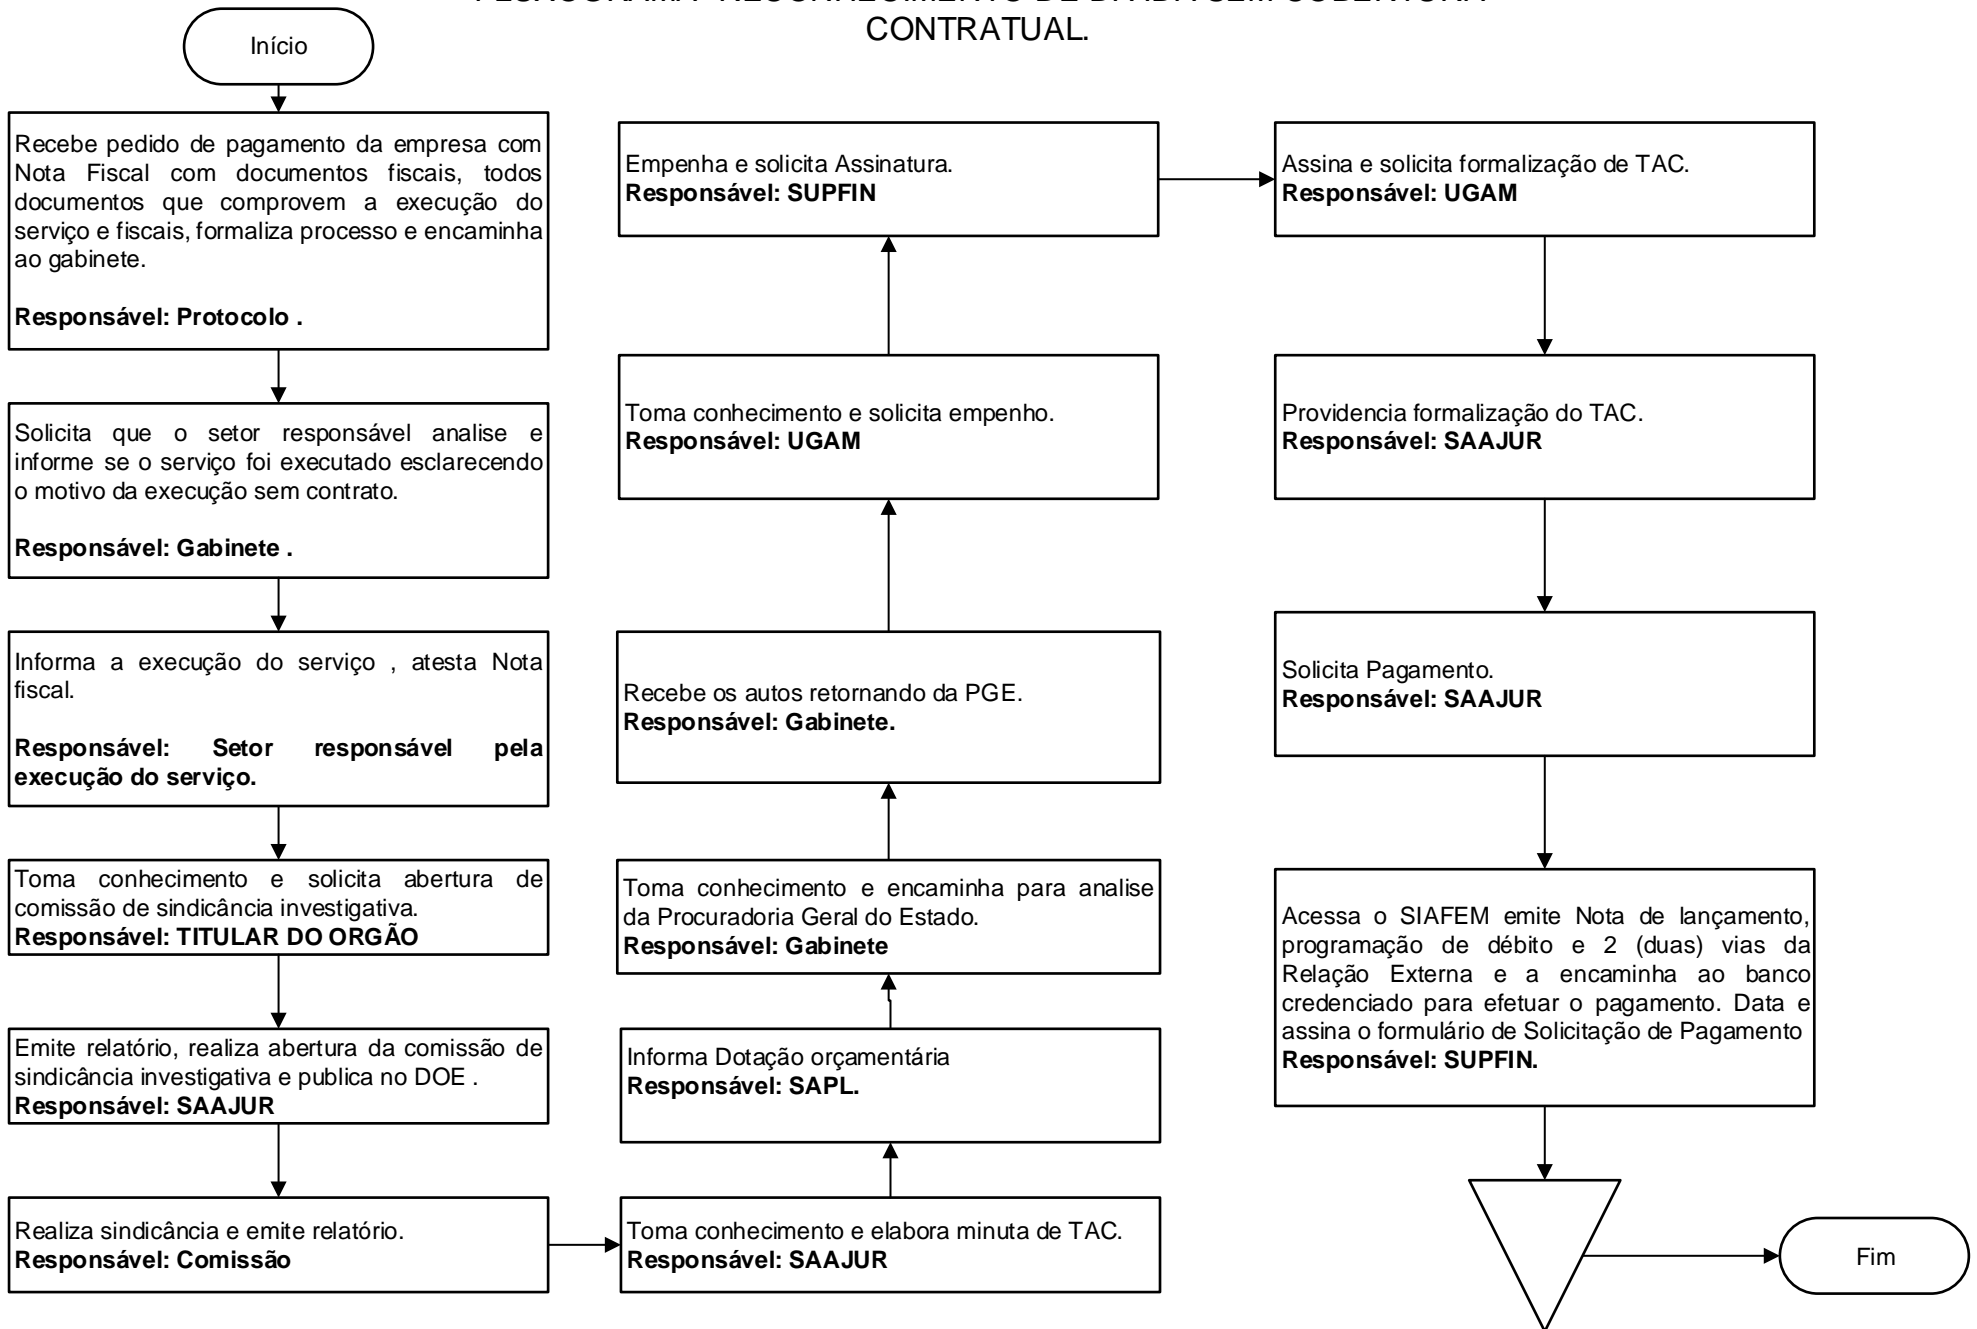 CONTRATUAL.
Início
Recebe pedido de pagamento da empresa com
Nota Fiscal com documentos fiscais, todos
documentos que comprovem a execução do
serviço e fiscais, formaliza processo e encaminha
ao gabinete.
Responsável: Protocolo .
Solicita que o setor responsável analise e
informe se o serviço foi executado esclarecendo
o motivo da execução sem contrato.
Responsável: Gabinete .
Informa a execução do serviço , atesta Nota
fiscal.
Responsável: Setor responsável pela
execução do serviço.
Toma conhecimento e solicita abertura de
comissão de sindicância investigativa.
Responsável: TITULAR DO ORGÃO
Emite relatório, realiza abertura da comissão de
sindicância investigativa e publica no DOE .
Responsável: SAAJUR
Realiza sindicância e emite relatório.
Responsável: Comissão
Toma conhecimento e elabora minuta de TAC.
Responsável: SAAJUR
Informa Dotação orçamentária
Responsável: SAPL.
Toma conhecimento e encaminha para analise
da Procuradoria Geral do Estado.
Responsável: Gabinete
Recebe os autos retornando da PGE.
Responsável: Gabinete.
Toma conhecimento e solicita empenho.
Responsável: UGAM
Empenha e solicita Assinatura.
Responsável: SUPFIN
Assina e solicita formalização de TAC.
Responsável: UGAM
Providencia formalização do TAC.
Responsável: SAAJUR
Solicita Pagamento.
Responsável: SAAJUR
Acessa o SIAFEM emite Nota de lançamento,
programação de débito e 2 (duas) vias da
Relação Externa e a encaminha ao banco
credenciado para efetuar o pagamento. Data e
assina o formulário de Solicitação de Pagamento
Responsável: SUPFIN.
Fim